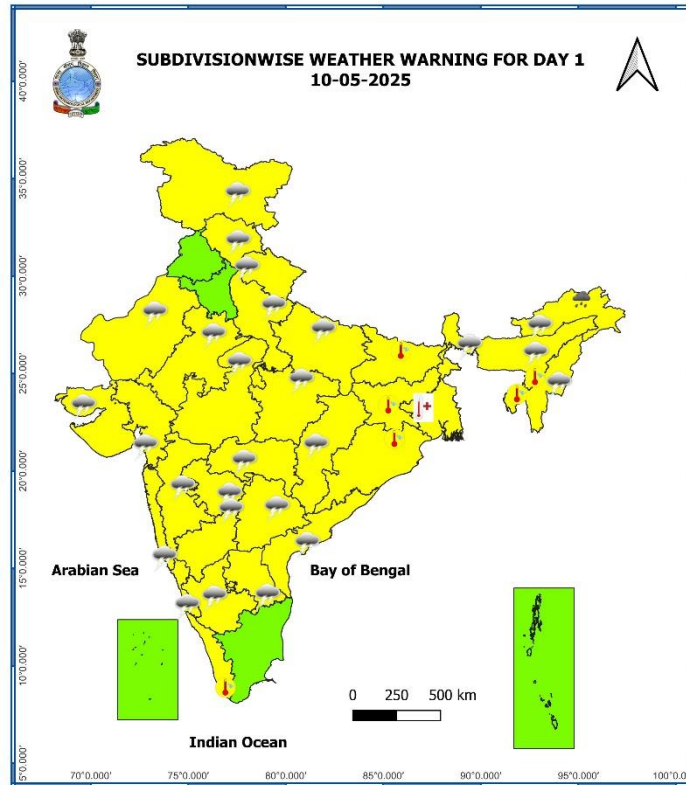 SUBDIVISIONWISE WEATHER WARNING FOR DAY 1
10-05-2025
40°0.000'
35°0.000'
30°0.000'
25°0.000'
20°0.000'
15°0.000'
10°0.000'
5°0.000'
Arabian Sea
Bay of Bengal
0 250 500 km
Indian Ocean
70°0.000' 75°0.000' 80°0.000' 85°0.000' 90°0.000' 95°0.000' 100°0.000'